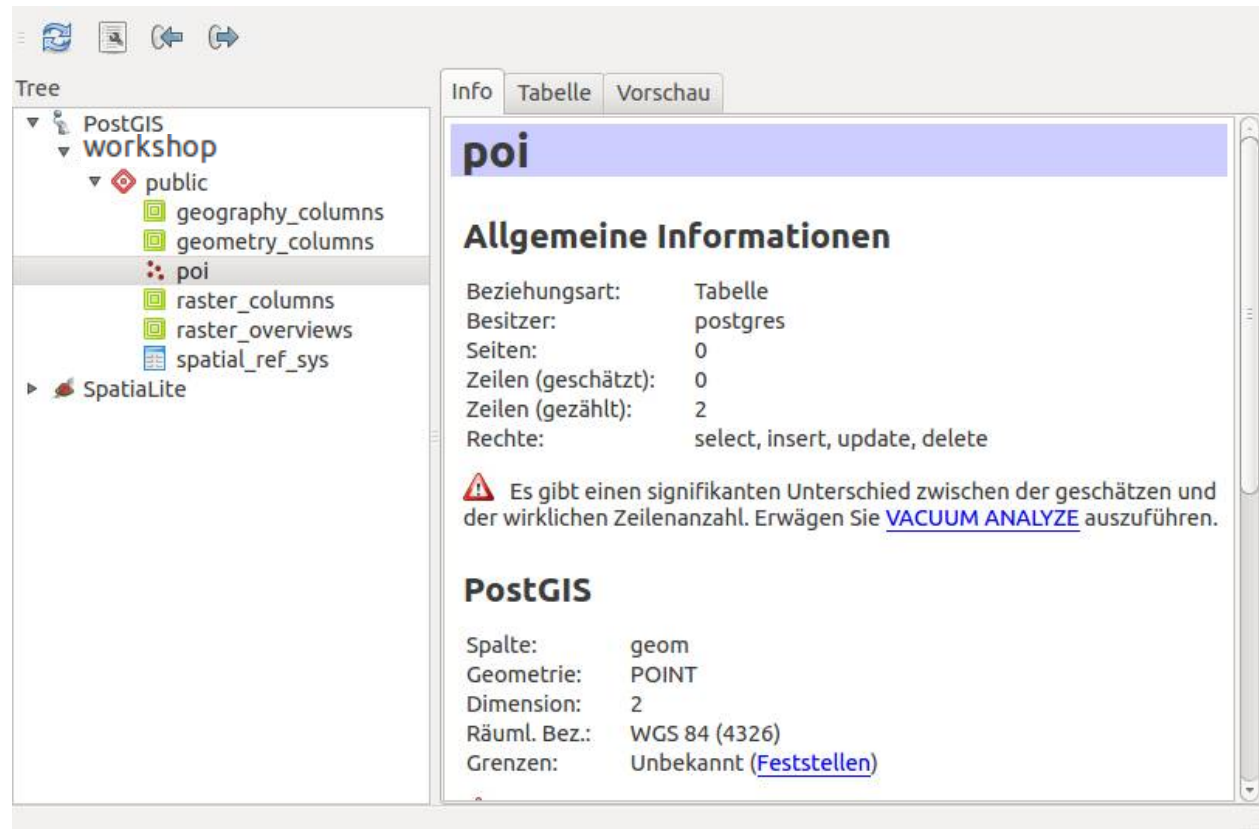 Tree
PostGIS
workshop
public
geography_columns
geometry_columns
poi
raster_columns
raster_overviews
spatial_ref_sys
SpatiaLite
Info Tabelle Vorschau
poi
Allgemeine Informationen
Beziehungsart: Tabelle
Besitzer: postgres
Seiten: 0
Zeilen (geschätzt): 0
Zeilen (gezählt): 2
Rechte: select, insert, update, delete
Es gibt einen signifikanten Unterschied zwischen der geschätzen und
der wirklichen Zeilenanzahl. Erwägen Sie VACUUM ANALYZE auszuführen.
PostGIS
Spalte: geom
Geometrie: POINT
Dimension: 2
Räuml. Bez.: WGS 84 (4326)
Grenzen: Unbekannt (Feststellen)